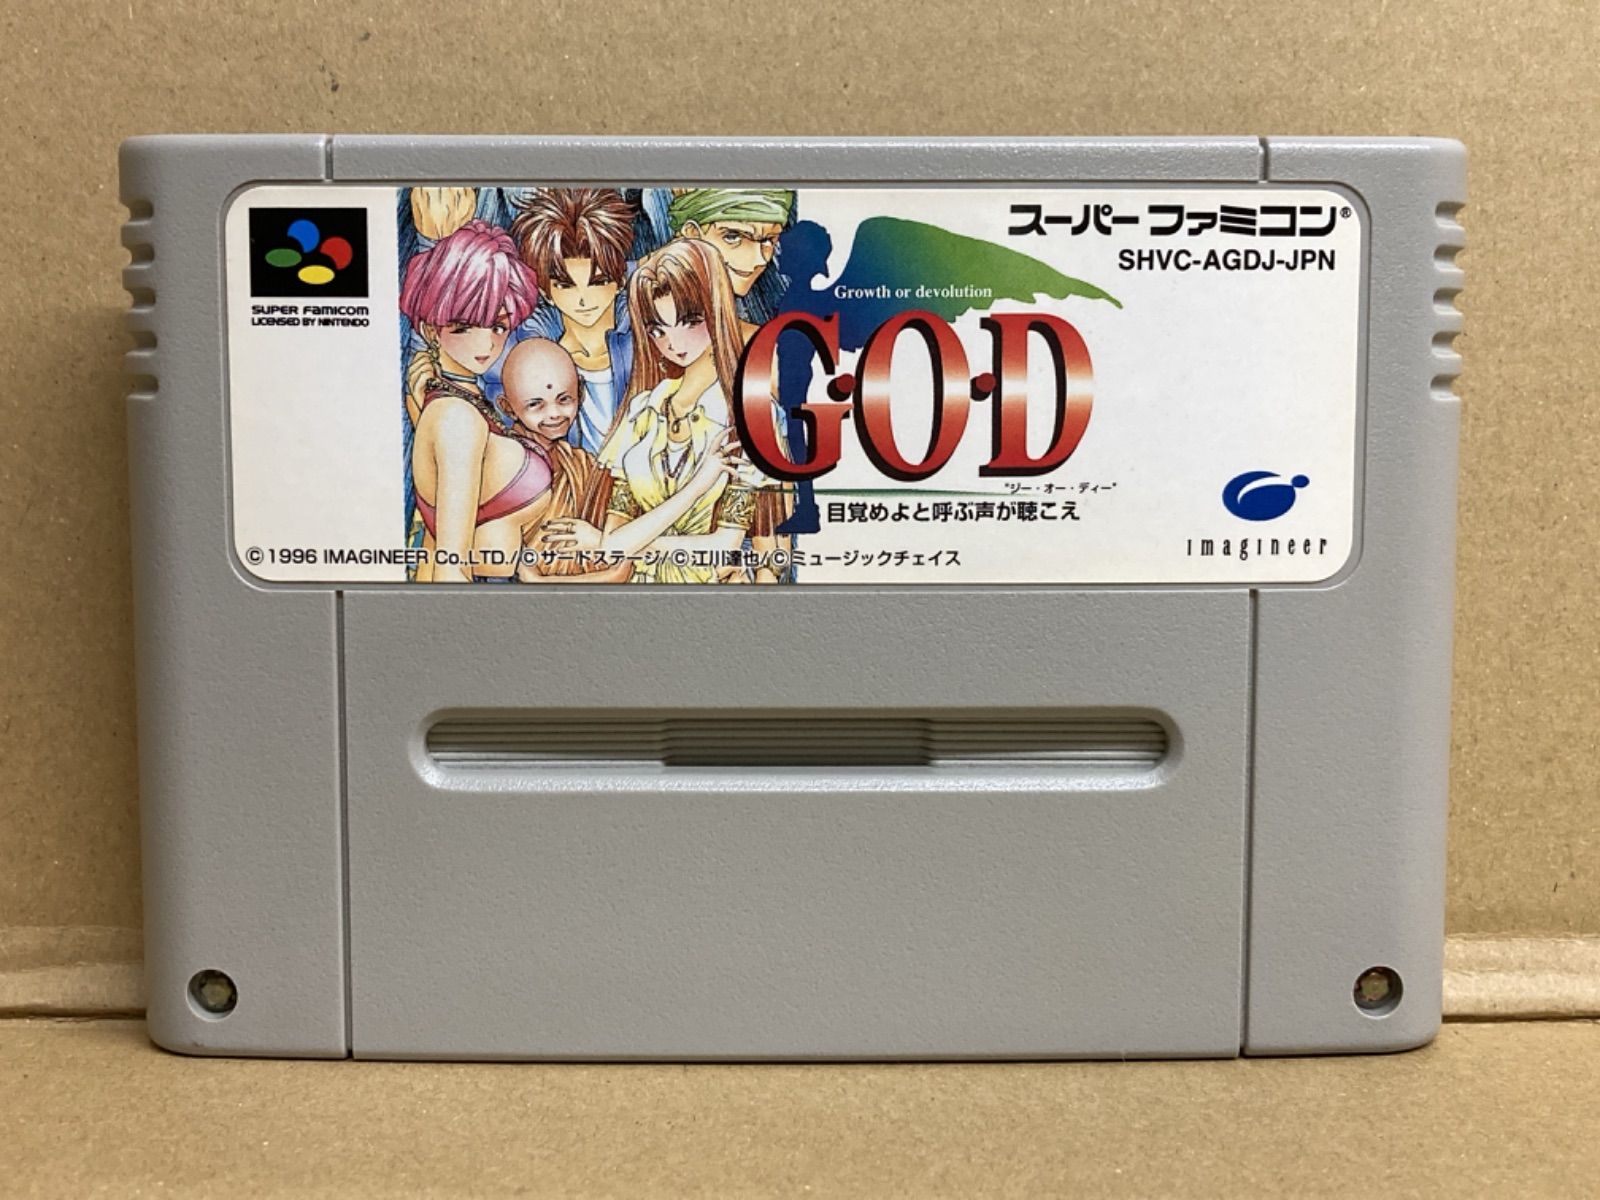 SUPER FAMICOM
LICENSED BY NINTENDO
スーパーファミコン®
SHVC-AGDJ-JPN
Growth or devolution
G・O・D
"ジー・オー・ディー"
目覚めよと呼ぶ声が聴こえ
imagineer
©1996 IMAGINEER Co.,LTD./©サードステージ/©江川達也/©ミュージックチェイス